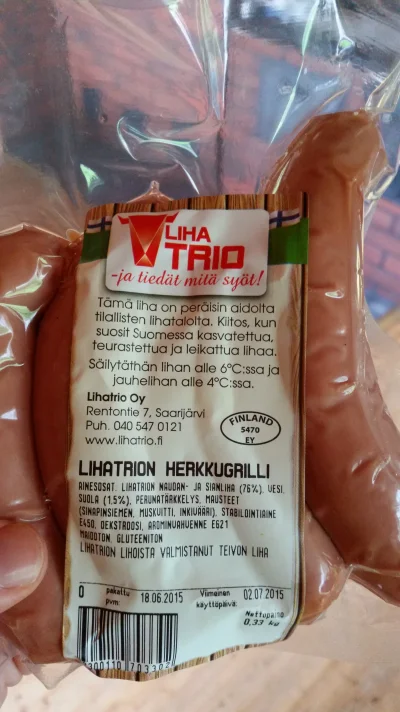 LIHA
TRIO
-ja tiedät mitä syöt!
Tämä liha on peräisin aidolta
tilallisten lihatalolta. Kiitos, kun
suosit Suomessa kasvatettua,
teurastettua ja leikattua lihaa.
Säilytäthän lihan alle 6°C:ssa ja
jauhelihan alle 4°C:ssa.
Lihatrio Oy
Rentontie 7, Saarijärvi
Puh. 040 547 0121
www.lihatrio.fi
FINLAND
5470
EY
LIHATRION HERKKUGRILLI
AINESOSAT. LIHATRION NAUDAN- JA SIANLIHA (76%). VESI.
SUOLA (1.5%), PERUNATÄRKKELYS, MAUSTEET
(SINAPINSIEMEN, MUSKVITTI, INKIVÄÄRI), STABILOINTIAINE
E450, DEKSTROOSI, AROMINVAHVENNE E621
MAIDOTON, GLUTEENITON
LIHATRION LIHOISTA VALMISTANUT TEIVON LIHA
0 pakattu pvm: 18.06.2015 Viimeinen käyttöpäivä: 02.07.2015
Nettopaino
0.33 kg